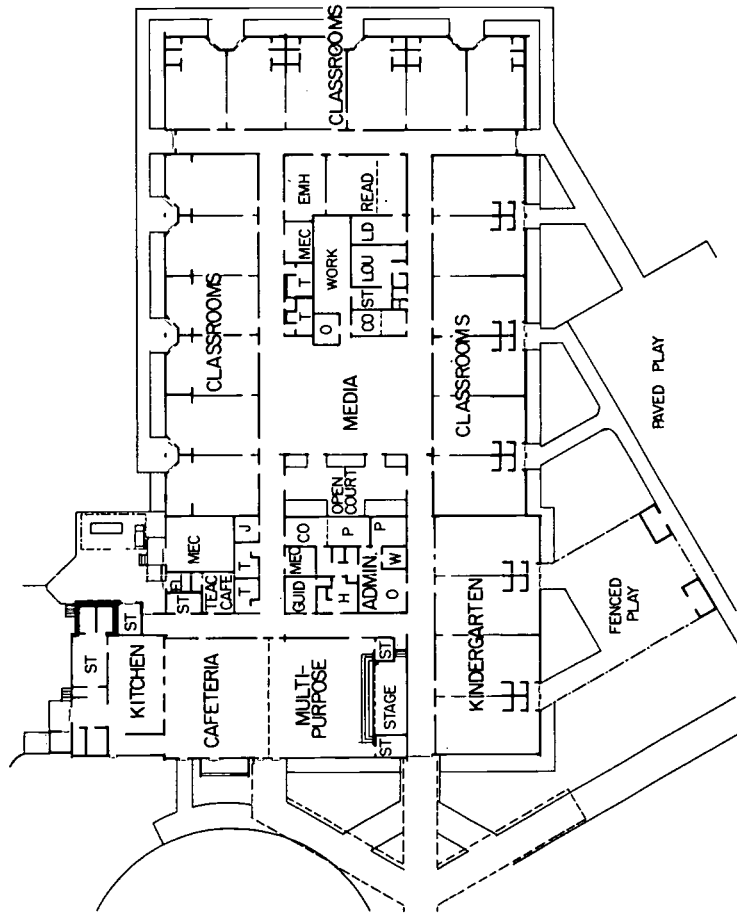 CLASSROOMS
EMH
READ
MEC
WORK
LD
LOU
T
T
ST
O
CO
CLASSROOMS
CLASSROOMS
MEDIA
PAVED PLAY
OPEN
COURT
MEC
J
CO
P
P
T
T
EL
ST
TEAC
CAFE
MEC
GUID
H
ADMIN.
W
O
KINDERGARTEN
FENCED
PLAY
ST
ST
KITCHEN
CAFETERIA
MULTI-
PURPOSE
ST
STAGE
ST